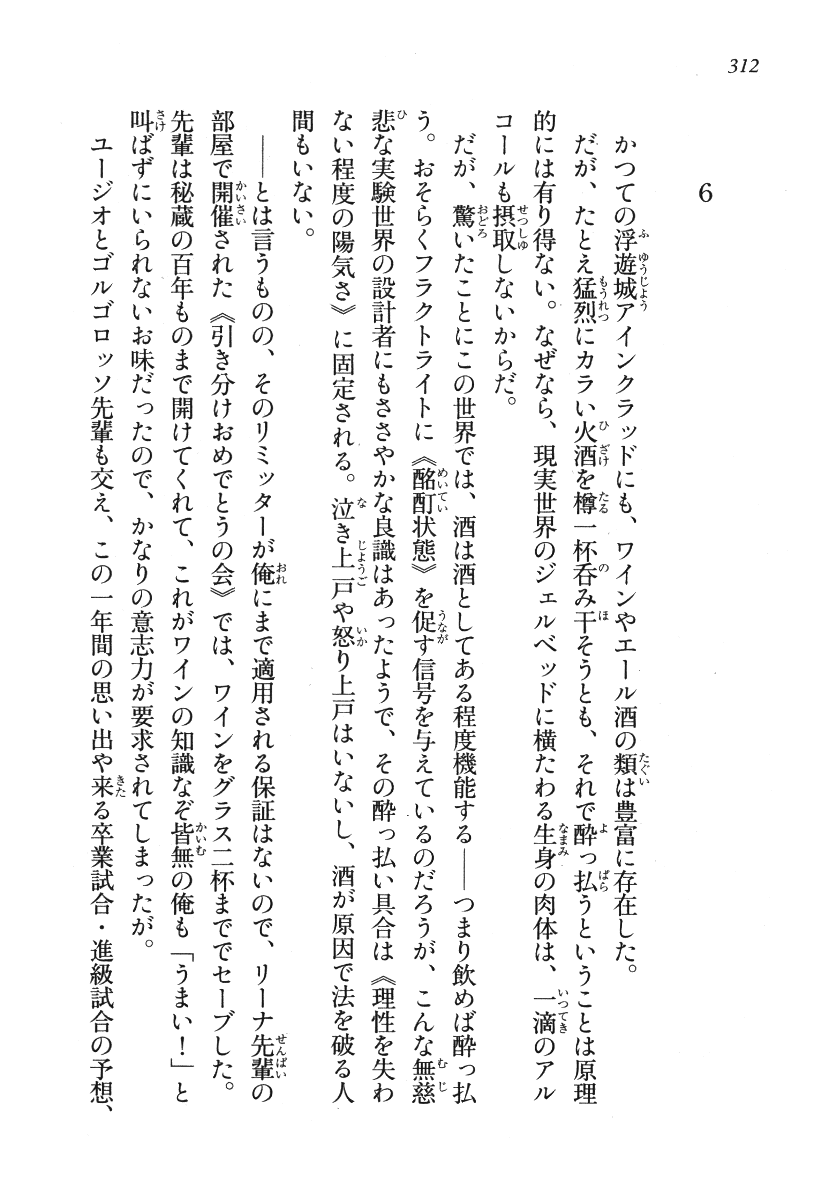 312
6
かつての浮遊城アインクラッドにも、ワインやエール酒の類は豊富に存在した。
だが、たとえ猛烈にカラい火酒を樽一杯呑み干そうとも、それで酔っ払うということは原理
的には有り得ない。なぜなら、現実世界のジェルベッドに横たわる生身の肉体は、一滴のアル
コールも摂取しないからだ。
だが、驚いたことにこの世界では、酒は酒としてある程度機能する――つまり飲めば酔っ払
う。おそらくフラクトライトに《酩酊状態》を促す信号を与えているのだろうが、こんな無慈
悲な実験世界の設計者にもささやかな良識はあったようで、その酔っ払い具合は《理性を失わ
ない程度の陽気さ》に固定される。泣き上戸や怒り上戸はいないし、酒が原因で法を破る人
間もいない。
――とは言うものの、そのリミッターが俺にまで適用される保証はないので、リーナ先輩の
部屋で開催された《引き分けおめでとうの会》では、ワインをグラス二杯まででセーブした。
先輩は秘蔵の百年ものまで開けてくれて、これがワインの知識なぞ皆無の俺も「うまい！」と
叫ばずにいられないお味だったので、かなりの意志力が要求されてしまったが。
ユージオとゴルゴロッソ先輩も交え、この一年間の思い出や来る卒業試合・進級試合の予想、